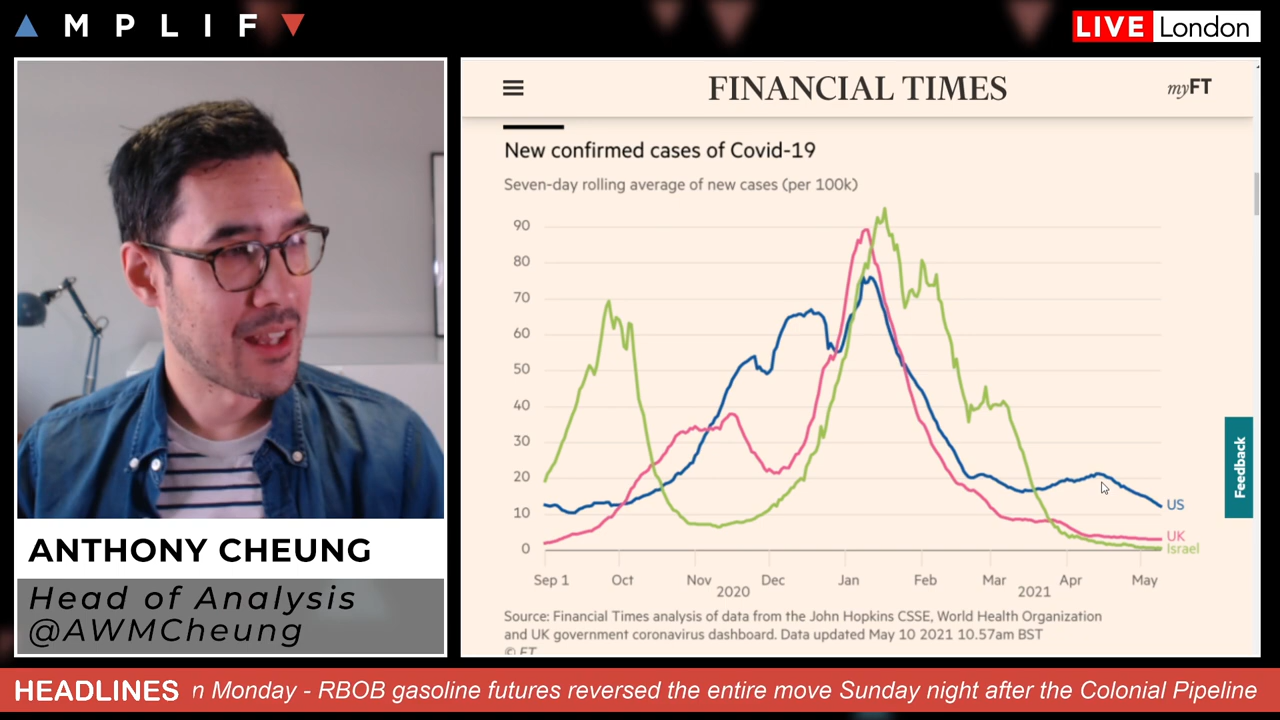 AMPLIFY
LIVE London
FINANCIAL TIMES
myFT
New confirmed cases of Covid-19
Seven-day rolling average of new cases (per 100k)
90
80
70
60
50
40
30
20
10
0
US
UK
Israel
Sep 1 Oct Nov Dec Jan Feb Mar Apr May
2020 2021
Source: Financial Times analysis of data from the John Hopkins CSSE, World Health Organization
and UK government coronavirus dashboard. Data updated May 10 2021 10.57am BST
© FT
Feedback
ANTHONY CHEUNG
Head of Analysis
@AWMCheung
HEADLINES n Monday - RBOB gasoline futures reversed the entire move Sunday night after the Colonial Pipeline